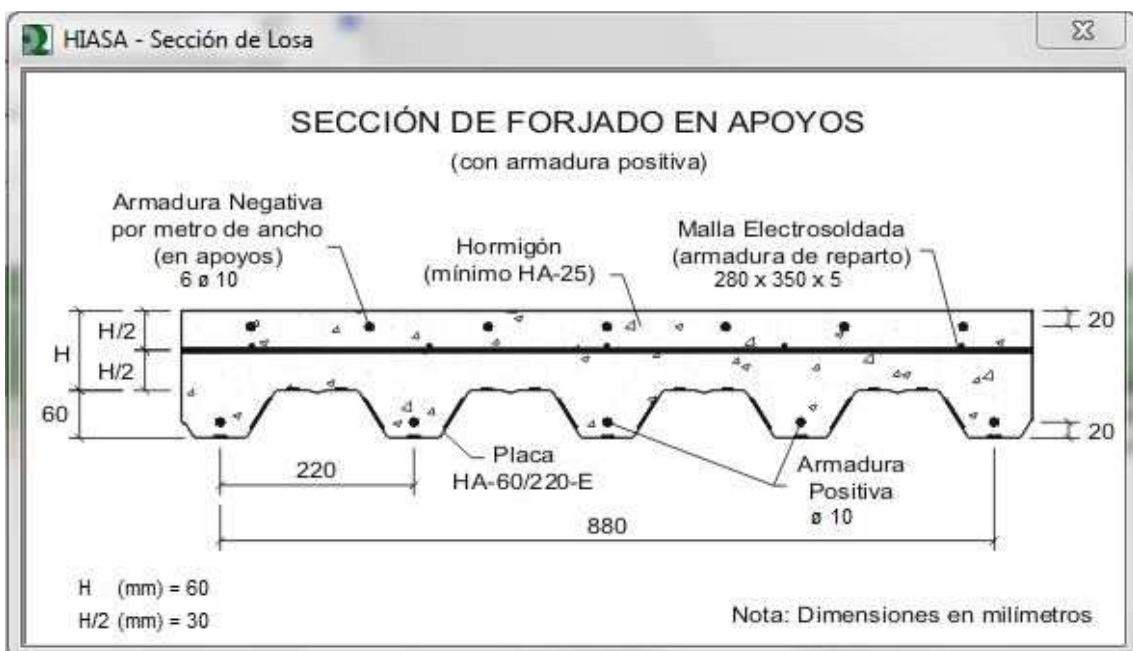 HIASA - Sección de Losa
SECCIÓN DE FORJADO EN APOYOS
(con armadura positiva)
Armadura Negativa
por metro de ancho
(en apoyos)
6 ø 10
Hormigón
(mínimo HA-25)
Malla Electrosoldada
(armadura de reparto)
280 x 350 x 5
H
H/2
H/2
60
20
20
220
Placa
HA-60/220-E
Armadura
Positiva
ø 10
880
H (mm) = 60
H/2 (mm) = 30
Nota: Dimensiones en milímetros